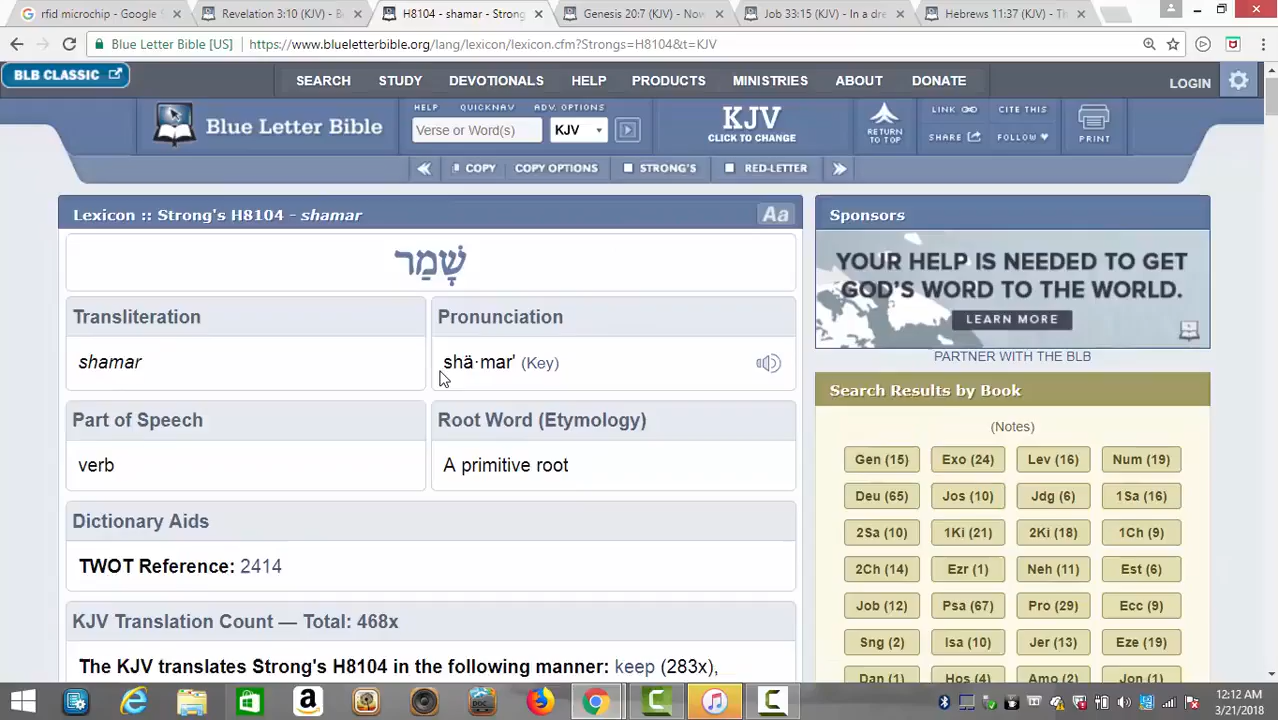 rfid microchip - Google S
Revelation 3:10 (KJV) - B
H8104 - shamar - Strong
Genesis 20:7 (KJV) - Now
Job 33:15 (KJV) - In a dre
Hebrews 11:37 (KJV) - Th
Blue Letter Bible [US]
https://www.blueletterbible.org/lang/lexicon/lexicon.cfm?Strongs=H8104&t=KJV
BLB CLASSIC
SEARCH STUDY DEVOTIONALS HELP PRODUCTS MINISTRIES ABOUT DONATE
LOGIN
Blue Letter Bible
HELP QUICKNAV ADV. OPTIONS
Verse or Word(s)
KJV
KJV
CLICK TO CHANGE
RETURN
TO TOP
LINK CITE THIS
SHARE FOLLOW
PRINT
COPY COPY OPTIONS STRONG'S RED-LETTER
Lexicon :: Strong's H8104 - shamar
Aa
שָׁמַר
Transliteration
shamar
Pronunciation
shä·mar' (Key)
Part of Speech
verb
Root Word (Etymology)
A primitive root
Dictionary Aids
TWOT Reference: 2414
KJV Translation Count — Total: 468x
The KJV translates Strong's H8104 in the following manner: keep (283x),
Sponsors
YOUR HELP IS NEEDED TO GET
GOD'S WORD TO THE WORLD.
LEARN MORE
PARTNER WITH THE BLB
Search Results by Book
(Notes)
Gen (15) Exo (24) Lev (16) Num (19)
Deu (65) Jos (10) Jdg (6) 1Sa (16)
2Sa (10) 1Ki (21) 2Ki (18) 1Ch (9)
2Ch (14) Ezr (1) Neh (11) Est (6)
Job (12) Psa (67) Pro (29) Ecc (9)
Sng (2) Isa (10) Jer (13) Eze (19)
Dan (1) Hos (4) Amo (2) Jon (1)
12:12 AM
3/21/2018